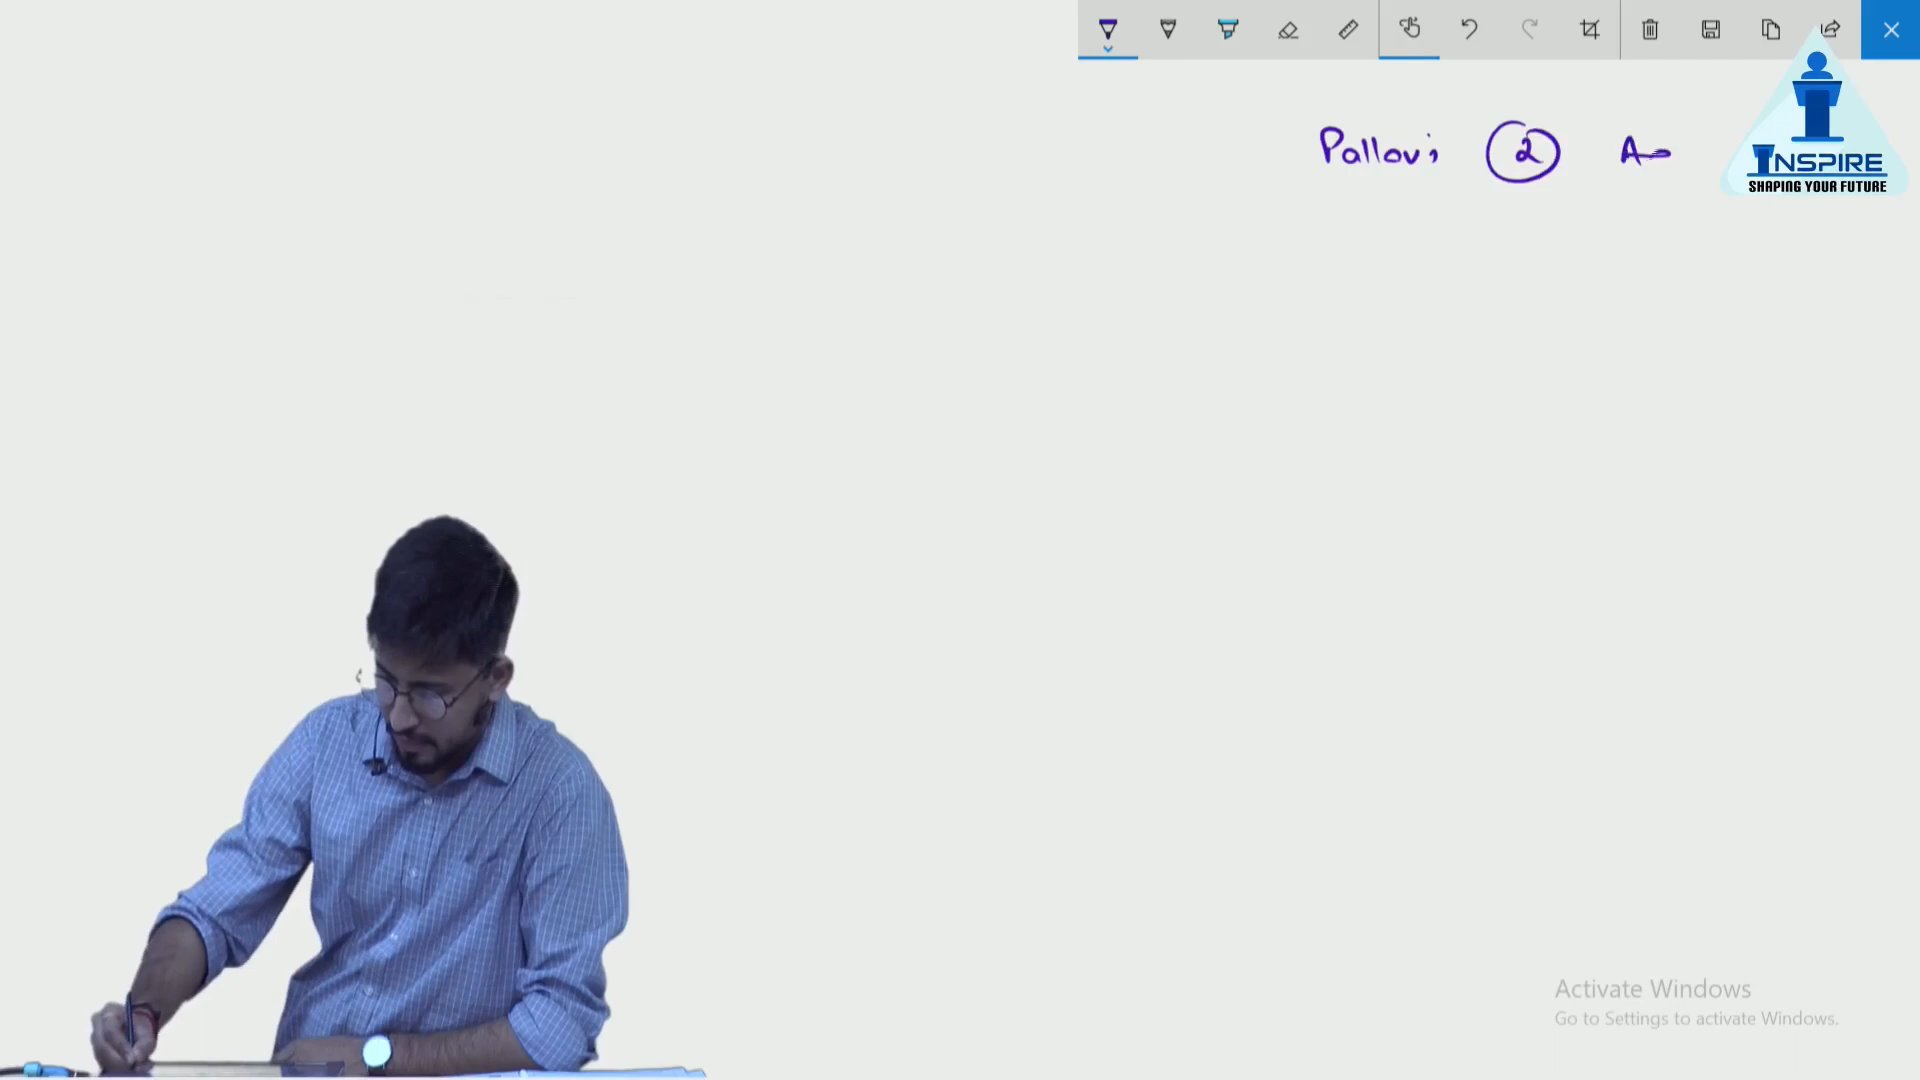 Pallavi 2
INSPIRE
SHAPING YOUR FUTURE
Activate Windows
Go to Settings to activate Windows.